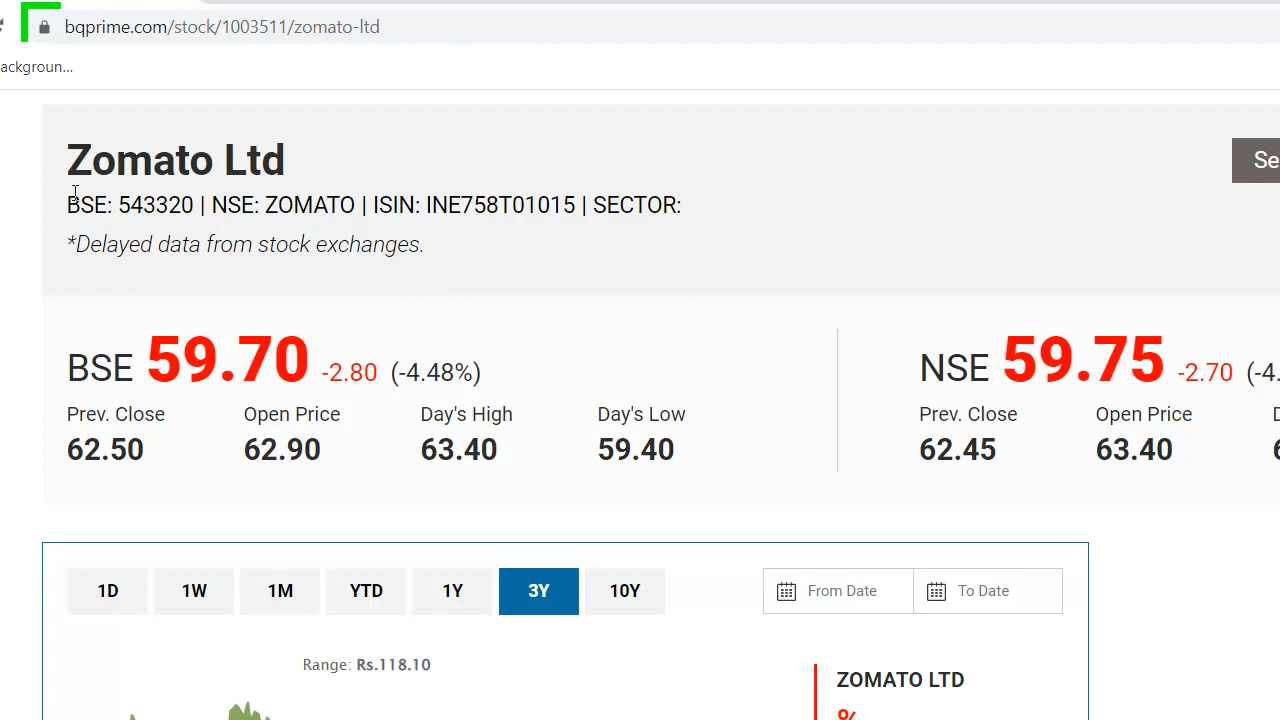 bqprime.com/stock/1003511/zomato-ltd
ackgroun...
Zomato Ltd
Se
BSE: 543320 | NSE: ZOMATO | ISIN: INE758T01015 | SECTOR:
*Delayed data from stock exchanges.
BSE 59.70 -2.80 (-4.48%)
Prev. Close Open Price Day's High Day's Low
62.50 62.90 63.40 59.40
NSE 59.75 -2.70 (-4.
Prev. Close Open Price
62.45 63.40
1D 1W 1M YTD 1Y 3Y 10Y
From Date To Date
Range: Rs.118.10
ZOMATO LTD
%